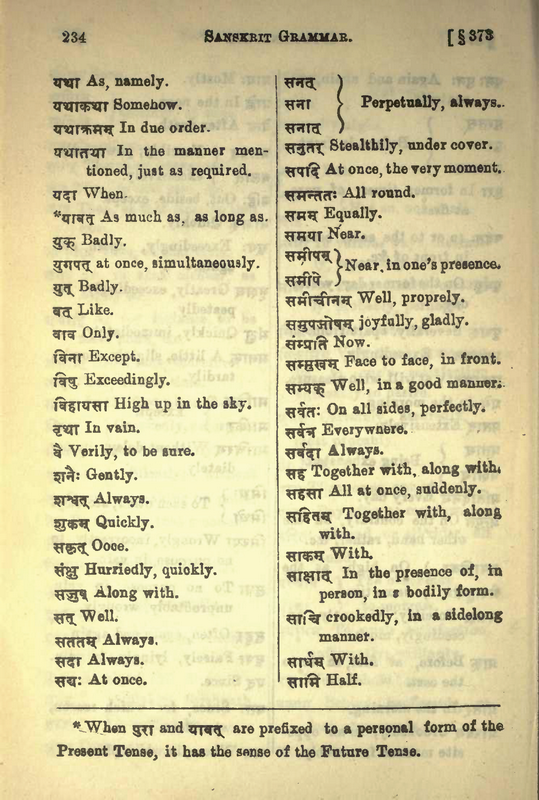 234 SANSKRIT GRAMMAR. [ § 373
यथा As, namely.
यथाकथा Somehow.
यथाक्रमम् In due order.
यथातथा In the manner men-
tioned, just as required.
यदा When.
*यावत् As much as, as long as.
युक् Badly.
युगपत् at once, simultaneously.
युत् Badly.
वत् Like.
वाव Only.
विना Except.
विषु Exceedingly.
विहायसा High up in the sky.
वृथा In vain.
वै Verily, to be sure.
शनैः Gently.
शश्वत् Always.
शुकम् Quickly.
सकृत् Oooe.
संक्षु Hurriedly, quickly.
सजुष् Along with.
सत् Well.
सततम् Always.
सदा Always.
सद्यः At once.
सनत्
सना Perpetually, always..
सनात्
सनुतर् Stealthily, under cover.
सपदि At once, the very moment.
समन्ततः All round.
समम् Equally.
समया Near.
समीपम्
समीपे Near, in one's presence.
समीचीनम् Well, proprely.
समुपजोषम् joyfully, gladly.
संप्रति Now.
सम्मुखम् Face to face, in front.
सम्यक् Well, in a good manner.
सर्वतः On all sides, perfectly.
सर्वत्र Everywhere.
सर्वदा Always.
सह Together with, along with.
सहसा All at once, suddenly.
सहितम् Together with, along
with.
साकम् With.
साक्षात् In the presence of, in
person, in s bodily form.
साचि crookedly, in a sidelong
manner.
सार्धम् With.
सामि Half.
* When पुरा and यावत् are prefixed to a personal form of the
Present Tense, it has the sense of the Future Tense.